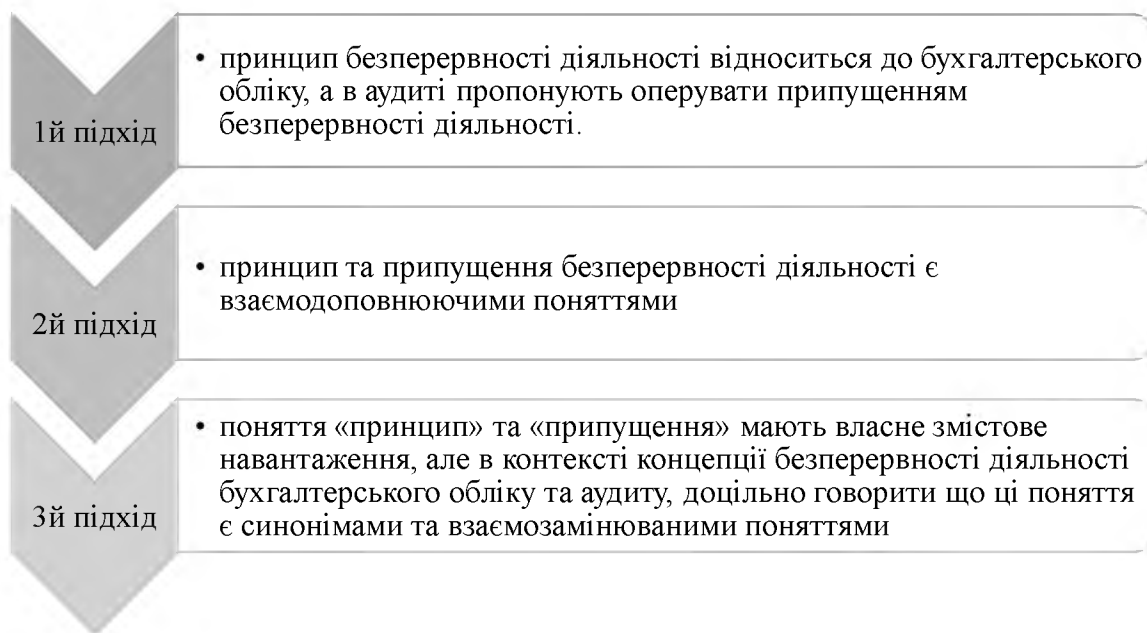 1й підхід
• принцип безперервності діяльності відноситься до бухгалтерського
обліку, а в аудиті пропонують оперувати припущенням
безперервності діяльності.
2й підхід
• принцип та припущення безперервності діяльності є
взаємодоповнюючими поняттями
3й підхід
• поняття «принцип» та «припущення» мають власне змістове
навантаження, але в контексті концепції безперервності діяльності
бухгалтерського обліку та аудиту, доцільно говорити що ці поняття
є синонімами та взаємозамінюваними поняттями